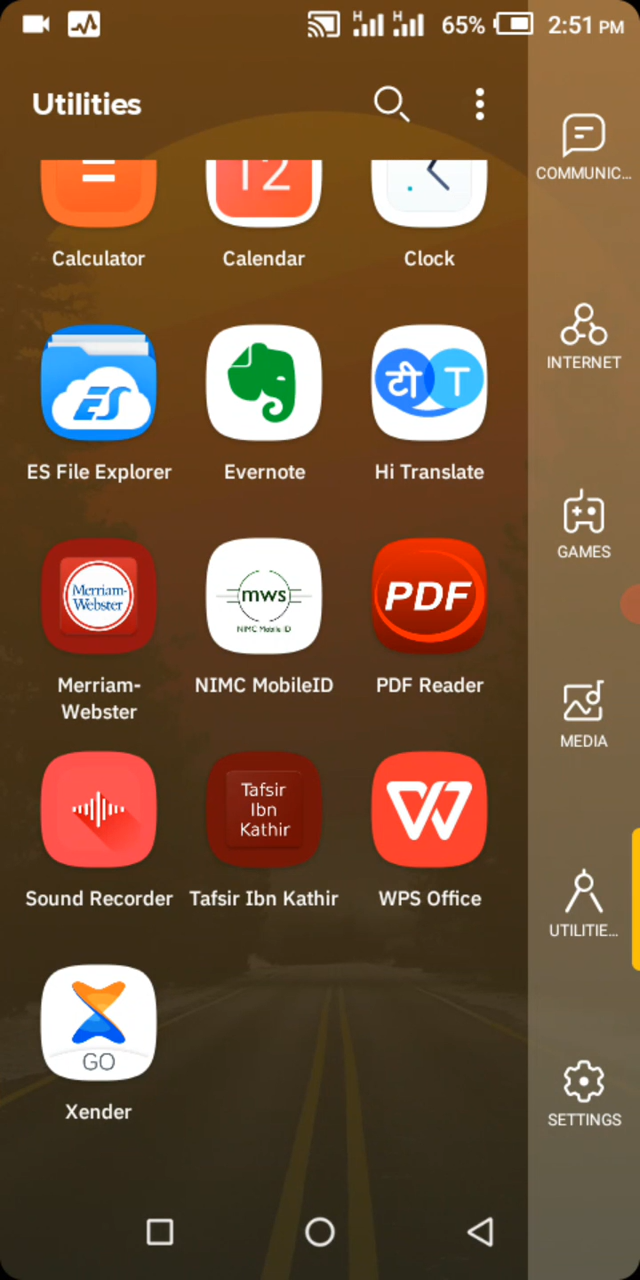 H H 65% 2:51 PM
Utilities
COMMUNIC...
12
Calculator Calendar Clock
INTERNET
ES टी T
ES File Explorer Evernote Hi Translate
GAMES
Merriam-
Webster
mws
NIMC Mobile ID
PDF
Merriam-
Webster
NIMC MobileID PDF Reader
MEDIA
Tafsir
Ibn
Kathir
W
Sound Recorder Tafsir Ibn Kathir WPS Office
UTILITIE...
GO
Xender
SETTINGS